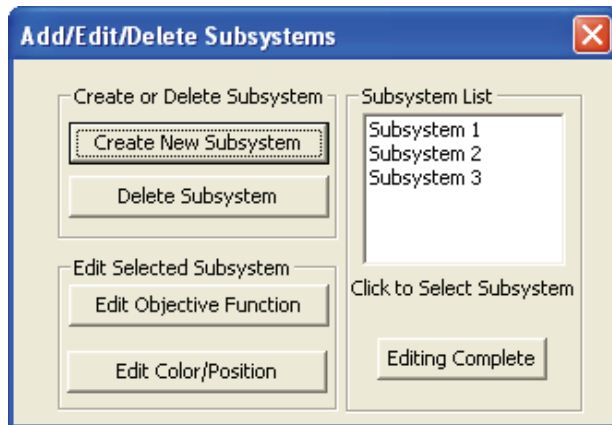 Add/Edit/Delete Subsystems
Create or Delete Subsystem
Create New Subsystem
Delete Subsystem
Edit Selected Subsystem
Edit Objective Function
Edit Color/Position
Subsystem List
Subsystem 1
Subsystem 2
Subsystem 3
Click to Select Subsystem
Editing Complete